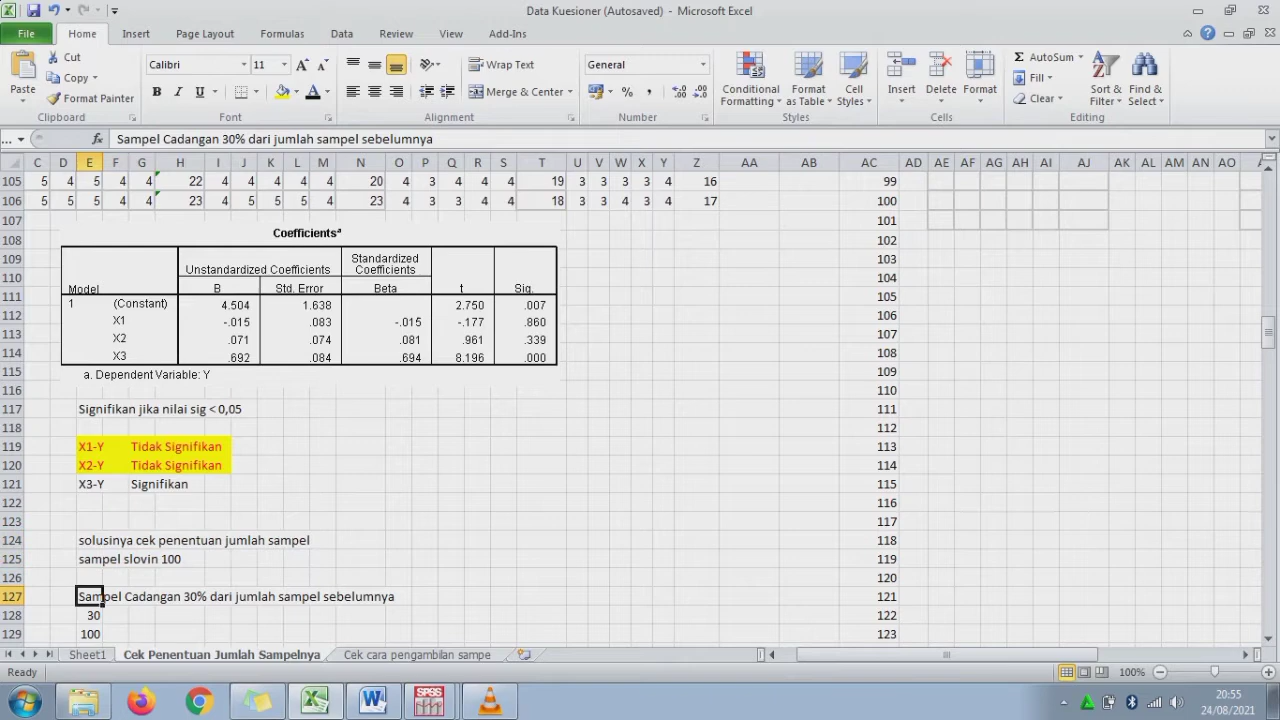 Data Kuesioner (Autosaved) - Microsoft Excel
File Home Insert Page Layout Formulas Data Review View Add-Ins
Cut
Copy
Format Painter
Paste
Clipboard
Calibri 11
B I U
Font
Wrap Text
Merge & Center
Alignment
General
Number
Conditional Formatting
Format as Table
Cell Styles
Styles
Insert Delete Format
Cells
AutoSum
Fill
Clear
Sort & Filter
Find & Select
Editing
fx Sampel Cadangan 30% dari jumlah sampel sebelumnya
C D E F G H I J K L M N O P Q R S T U V W X Y Z AA AB AC AD AE AF AG AH AI AJ AK AL AM AN AO
105 5 4 5 4 4 22 4 4 4 4 4 20 4 3 4 4 4 19 3 3 3 3 4 16 99
106 5 5 5 4 4 23 4 5 5 5 4 23 4 3 3 4 4 18 3 3 4 3 4 17 100
107 101
108 Coefficientsa 102
109 Unstandardized Coefficients Standardized Coefficients 103
110 Model B Std. Error Beta t Sig. 104
111 1 (Constant) 4.504 1.638 2.750 .007 105
112 X1 -.015 .083 -.015 -.177 .860 106
113 X2 .071 .074 .081 .961 .339 107
114 X3 .692 .084 .694 8.196 .000 108
115 a. Dependent Variable: Y 109
116 110
117 Signifikan jika nilai sig < 0,05 111
118 112
119 X1-Y Tidak Signifikan 113
120 X2-Y Tidak Signifikan 114
121 X3-Y Signifikan 115
122 116
123 117
124 solusinya cek penentuan jumlah sampel 118
125 sampel slovin 100 119
126 120
127 Sampel Cadangan 30% dari jumlah sampel sebelumnya 121
128 30 122
129 100 123
Sheet1 Cek Penentuan Jumlah Sampelnya Cek cara pengambilan sampe
Ready 100%
SPSS
20:55
24/08/2021